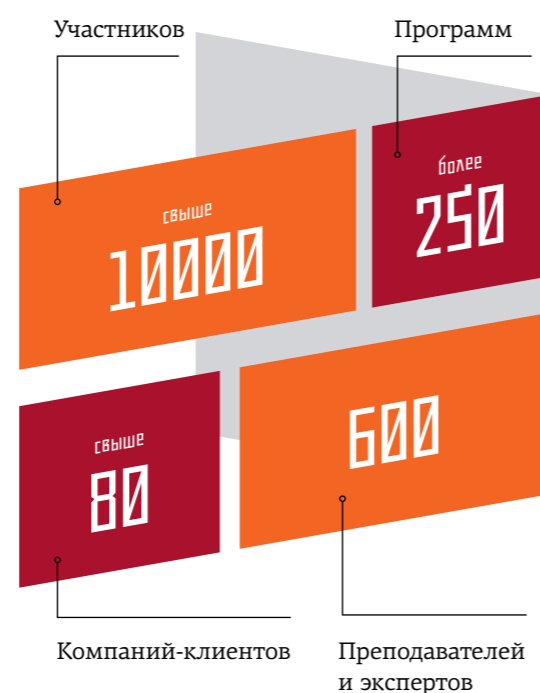 Участников
Программ
свыше
10000
более
250
свыше
80
600
Компаний-клиентов
Преподавателей
и экспертов